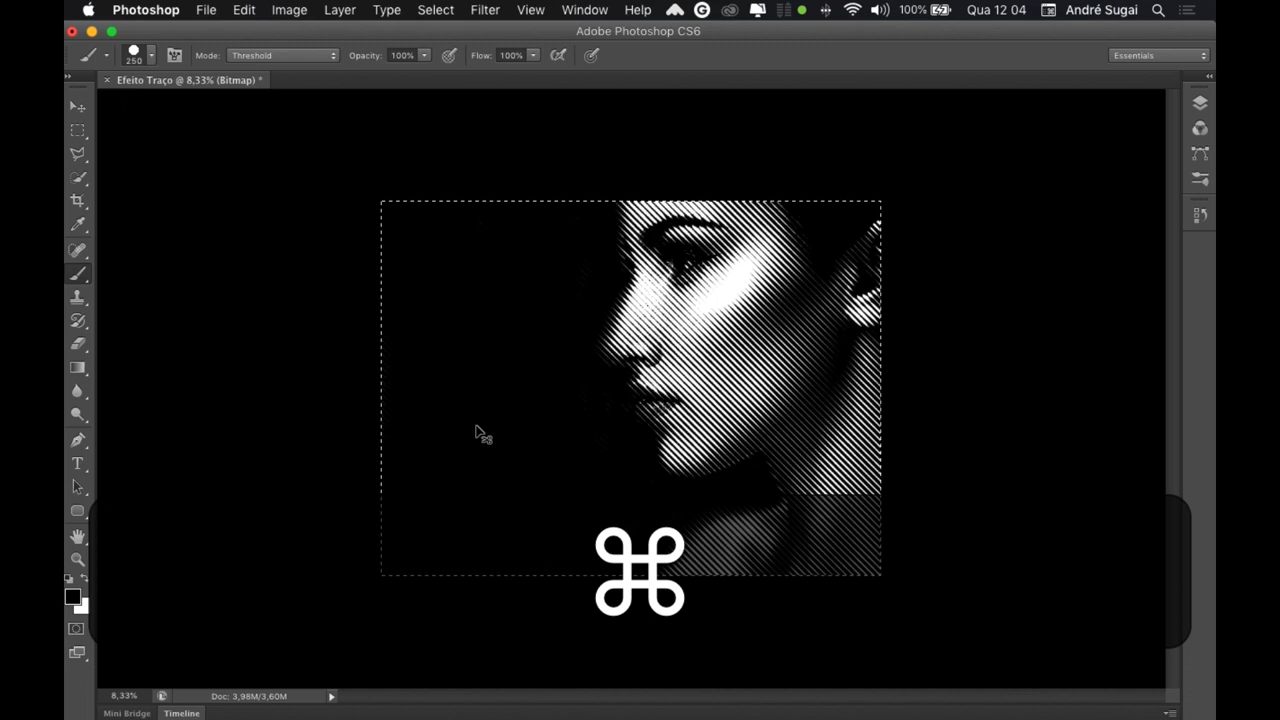 Photoshop File Edit Image Layer Type Select Filter View Window Help 100% Qua 12 04 André Sugai
Adobe Photoshop CS6
250 Mode: Threshold Opacity: 100% Flow: 100% Essentials
× Efeito Traço @ 8,33% (Bitmap) *
8,33% Doc: 3,98M/3,60M
Mini Bridge Timeline